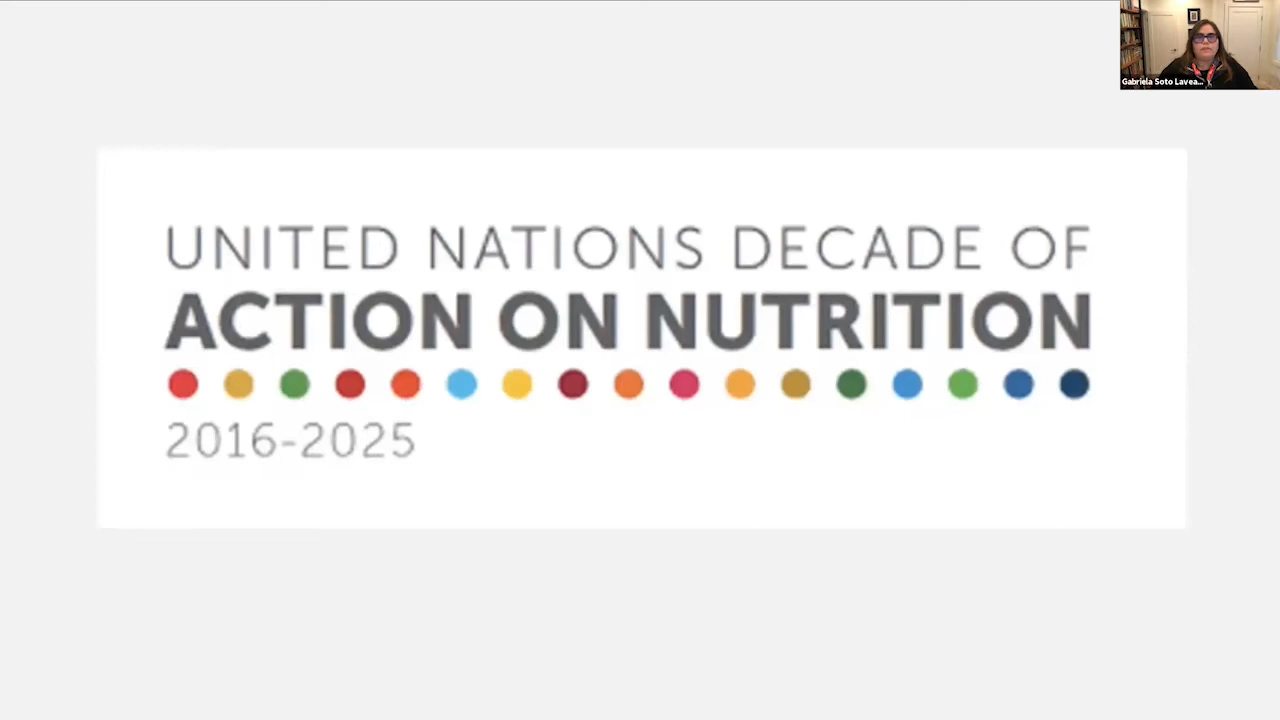 Gabriela Soto Lavea...
UNITED NATIONS DECADE OF
ACTION ON NUTRITION
2016-2025